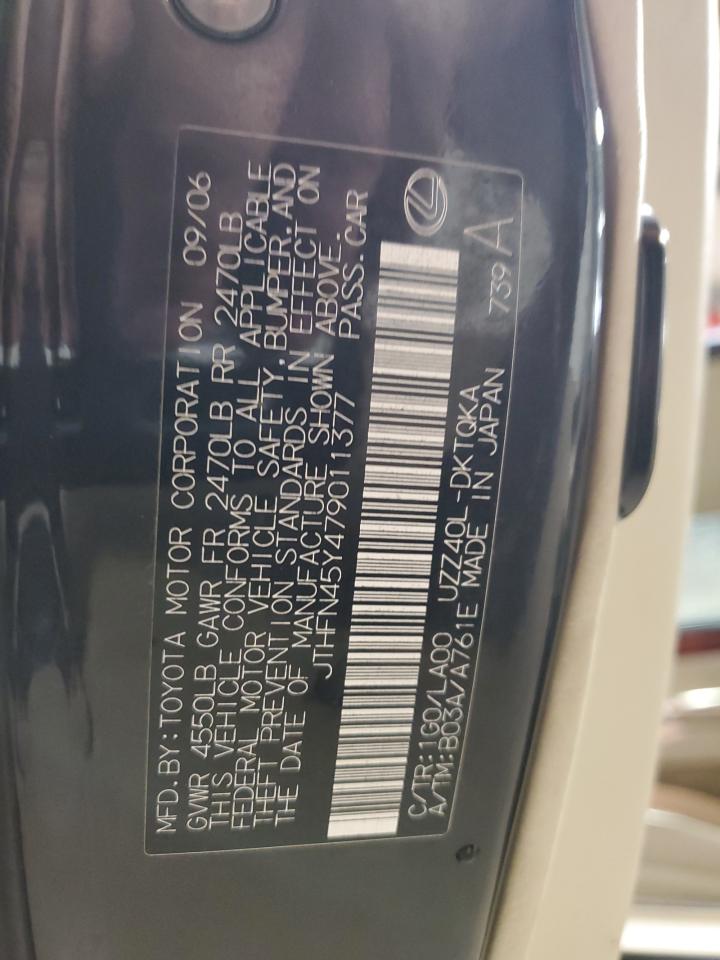 MFD. BY: TOYOTA MOTOR CORPORATION 09/06
GVWR 4550LB GAWR FR 2470LB RR 2470LB
THIS VEHICLE CONFORMS TO ALL APPLICABLE
FEDERAL MOTOR VEHICLE SAFETY, BUMPER, AND
THEFT PREVENTION STANDARDS IN EFFECT ON
THE DATE OF MANUFACTURE SHOWN ABOVE.
JTHFN45Y479011377 PASS. CAR
C/TR: 1G0/LA00 UZZ40L-DKTQKA
A/TM: B03A/A761E MADE IN JAPAN 739 A